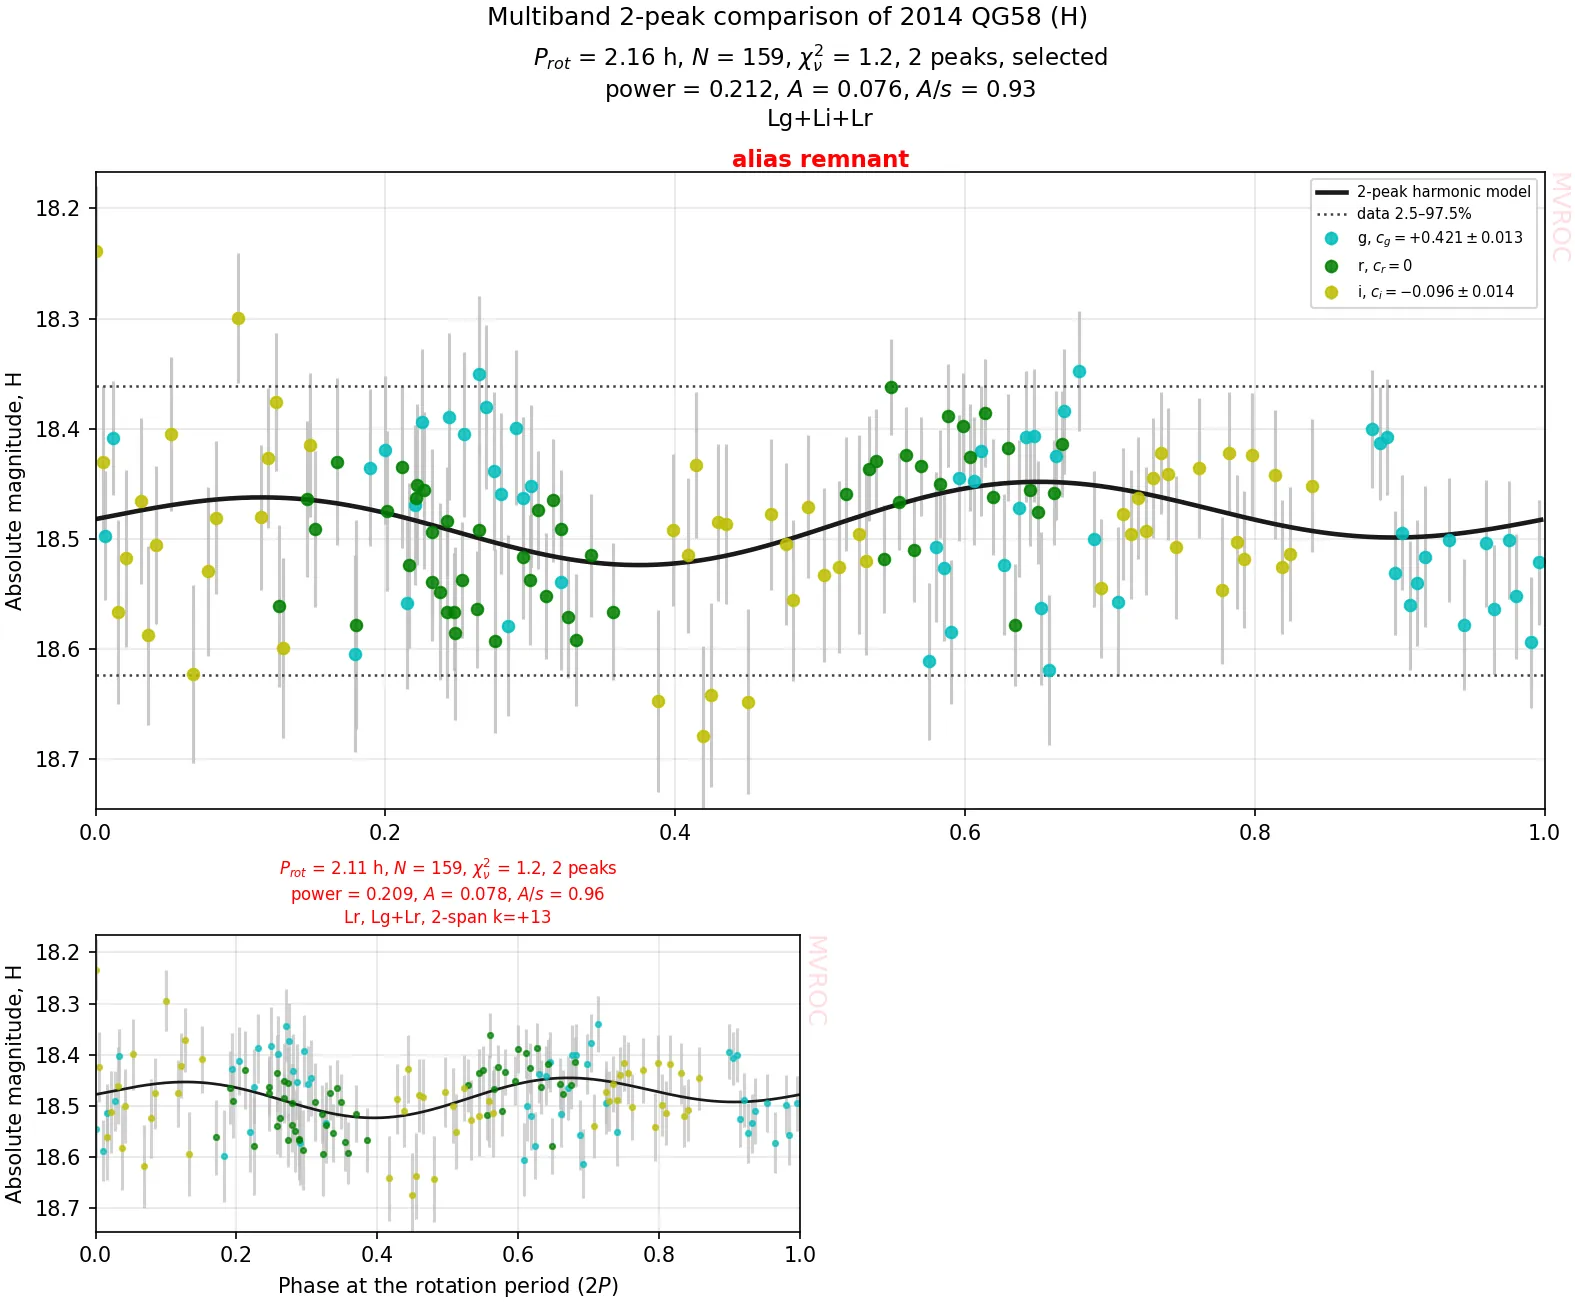 Multiband 2-peak comparison of 2014 QG58 (H)
P_rot = 2.16 h, N = 159, χ²_ν = 1.2, 2 peaks, selected
power = 0.212, A = 0.076, A/s = 0.93
Lg+Li+Lr
alias remnant
2-peak harmonic model
data 2.5–97.5%
g, c_g = +0.421 ± 0.013
r, c_r = 0
i, c_i = −0.096 ± 0.014
MVROC
Absolute magnitude, H
18.2
18.3
18.4
18.5
18.6
18.7
0.0 0.2 0.4 0.6 0.8 1.0
P_rot = 2.11 h, N = 159, χ²_ν = 1.2, 2 peaks
power = 0.209, A = 0.078, A/s = 0.96
Lr, Lg+Lr, 2-span k=+13
MVROC
Absolute magnitude, H
18.2
18.3
18.4
18.5
18.6
18.7
0.0 0.2 0.4 0.6 0.8 1.0
Phase at the rotation period (2P)